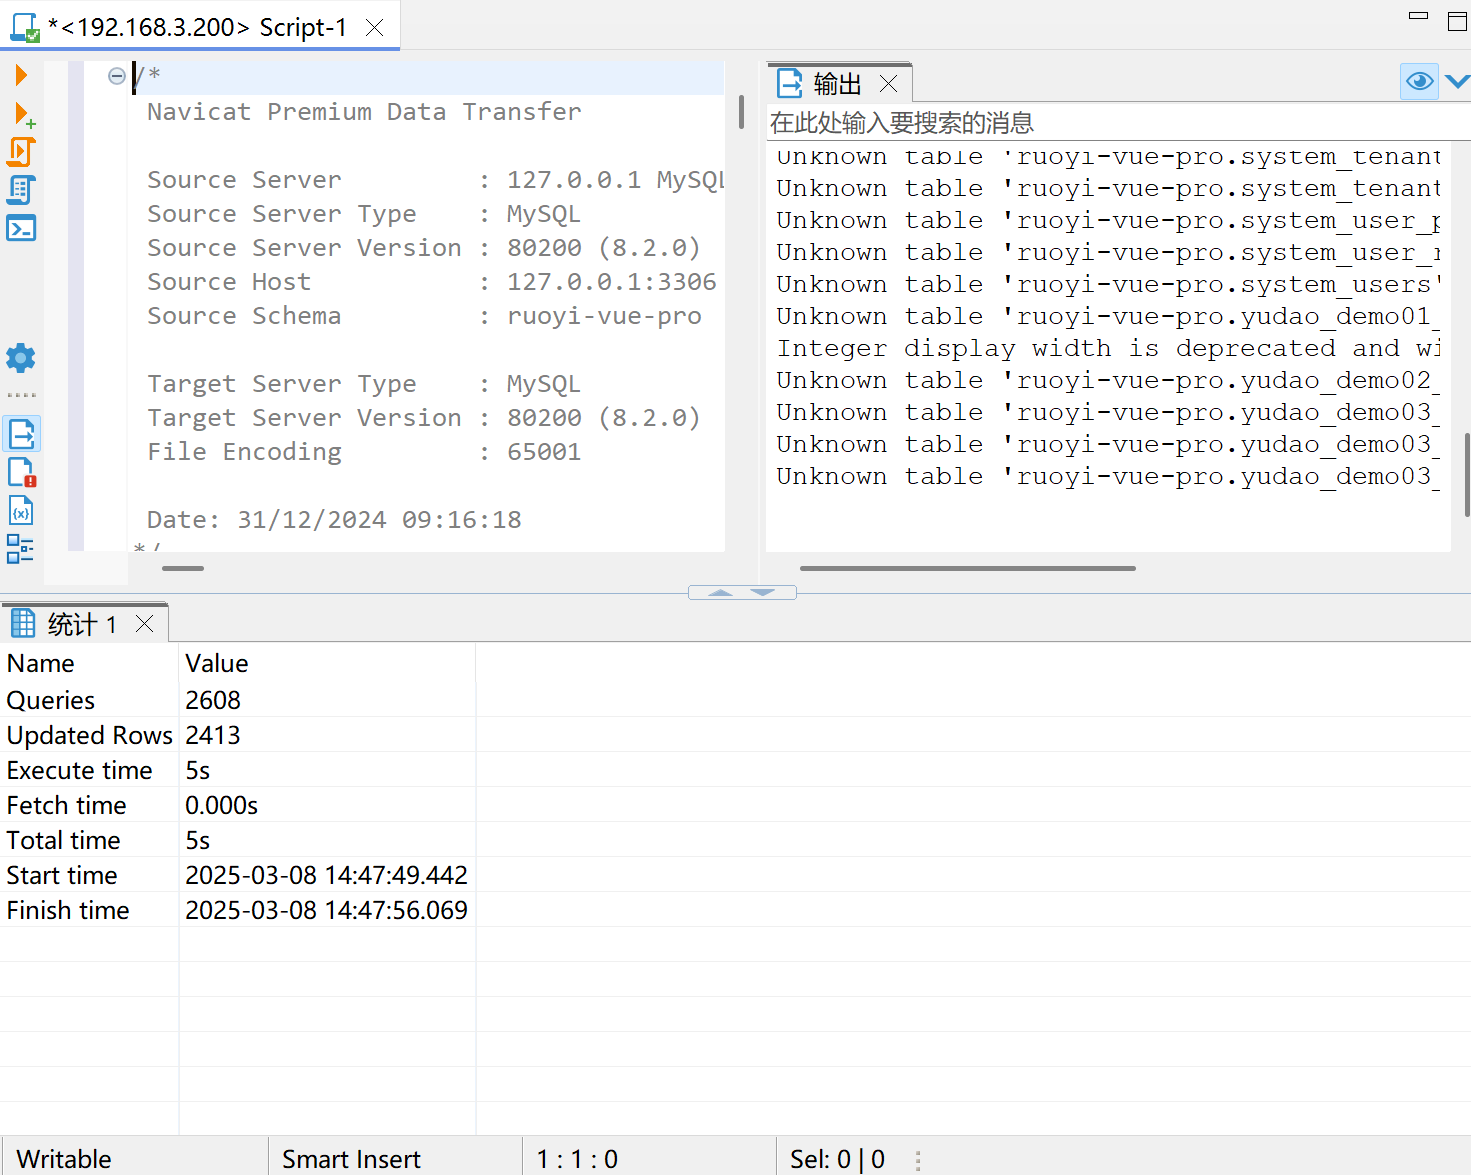 *<192.168.3.200> Script-1
/*
Navicat Premium Data Transfer
Source Server : 127.0.0.1 MySQL
Source Server Type : MySQL
Source Server Version : 80200 (8.2.0)
Source Host : 127.0.0.1:3306
Source Schema : ruoyi-vue-pro
Target Server Type : MySQL
Target Server Version : 80200 (8.2.0)
File Encoding : 65001
Date: 31/12/2024 09:16:18
*/
输出
在此处输入要搜索的消息
Unknown table 'ruoyi-vue-pro.system_tenant
Unknown table 'ruoyi-vue-pro.system_tenant
Unknown table 'ruoyi-vue-pro.system_user_p
Unknown table 'ruoyi-vue-pro.system_user_r
Unknown table 'ruoyi-vue-pro.system_users'
Unknown table 'ruoyi-vue-pro.yudao_demo01_
Integer display width is deprecated and wi
Unknown table 'ruoyi-vue-pro.yudao_demo02_
Unknown table 'ruoyi-vue-pro.yudao_demo03_
Unknown table 'ruoyi-vue-pro.yudao_demo03_
Unknown table 'ruoyi-vue-pro.yudao_demo03_
统计 1
Name Value
Queries 2608
Updated Rows 2413
Execute time 5s
Fetch time 0.000s
Total time 5s
Start time 2025-03-08 14:47:49.442
Finish time 2025-03-08 14:47:56.069
Writable Smart Insert 1 : 1 : 0 Sel: 0 | 0